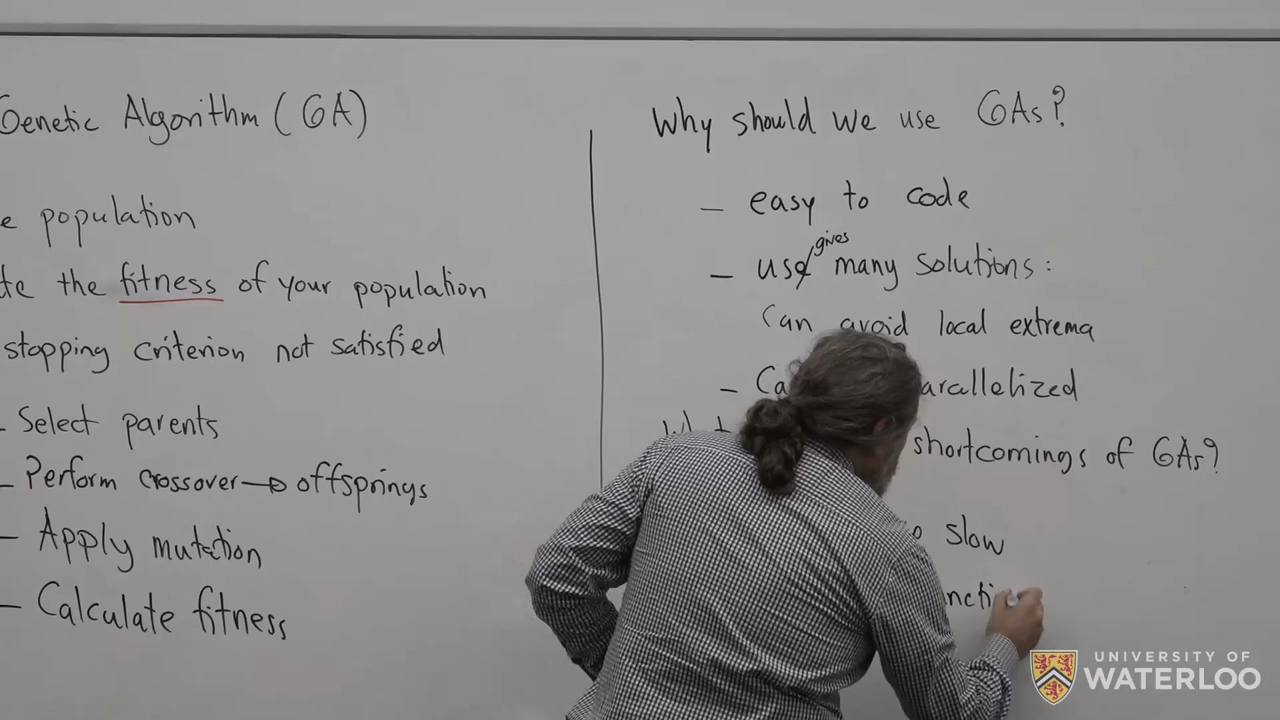 Genetic Algorithm (GA)
population
the fitness of your population
stopping criterion not satisfied
- Select parents
- Perform crossover → offsprings
- Apply mutation
- Calculate fitness
Why should we use GAs?
- easy to code
- use gives many solutions:
Can avoid local extrema
- 
shortcomings of GAs?
slow
UNIVERSITY OF
WATERLOO